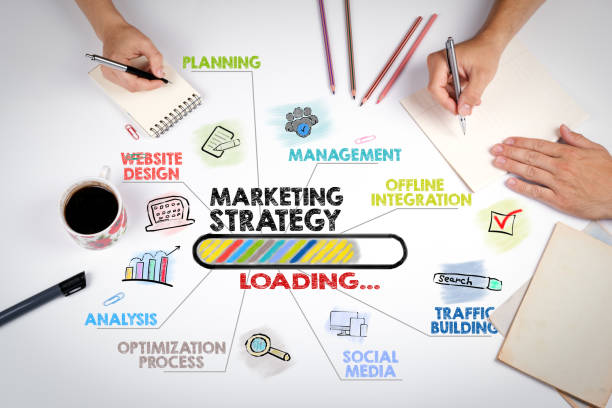 PLANNING
MANAGEMENT
WEBSITE
DESIGN
OFFLINE
INTEGRATION
MARKETING
STRATEGY
LOADING...
Search
ANALYSIS
TRAFFIC
BUILDING
OPTIMIZATION
PROCESS
SOCIAL
MEDIA